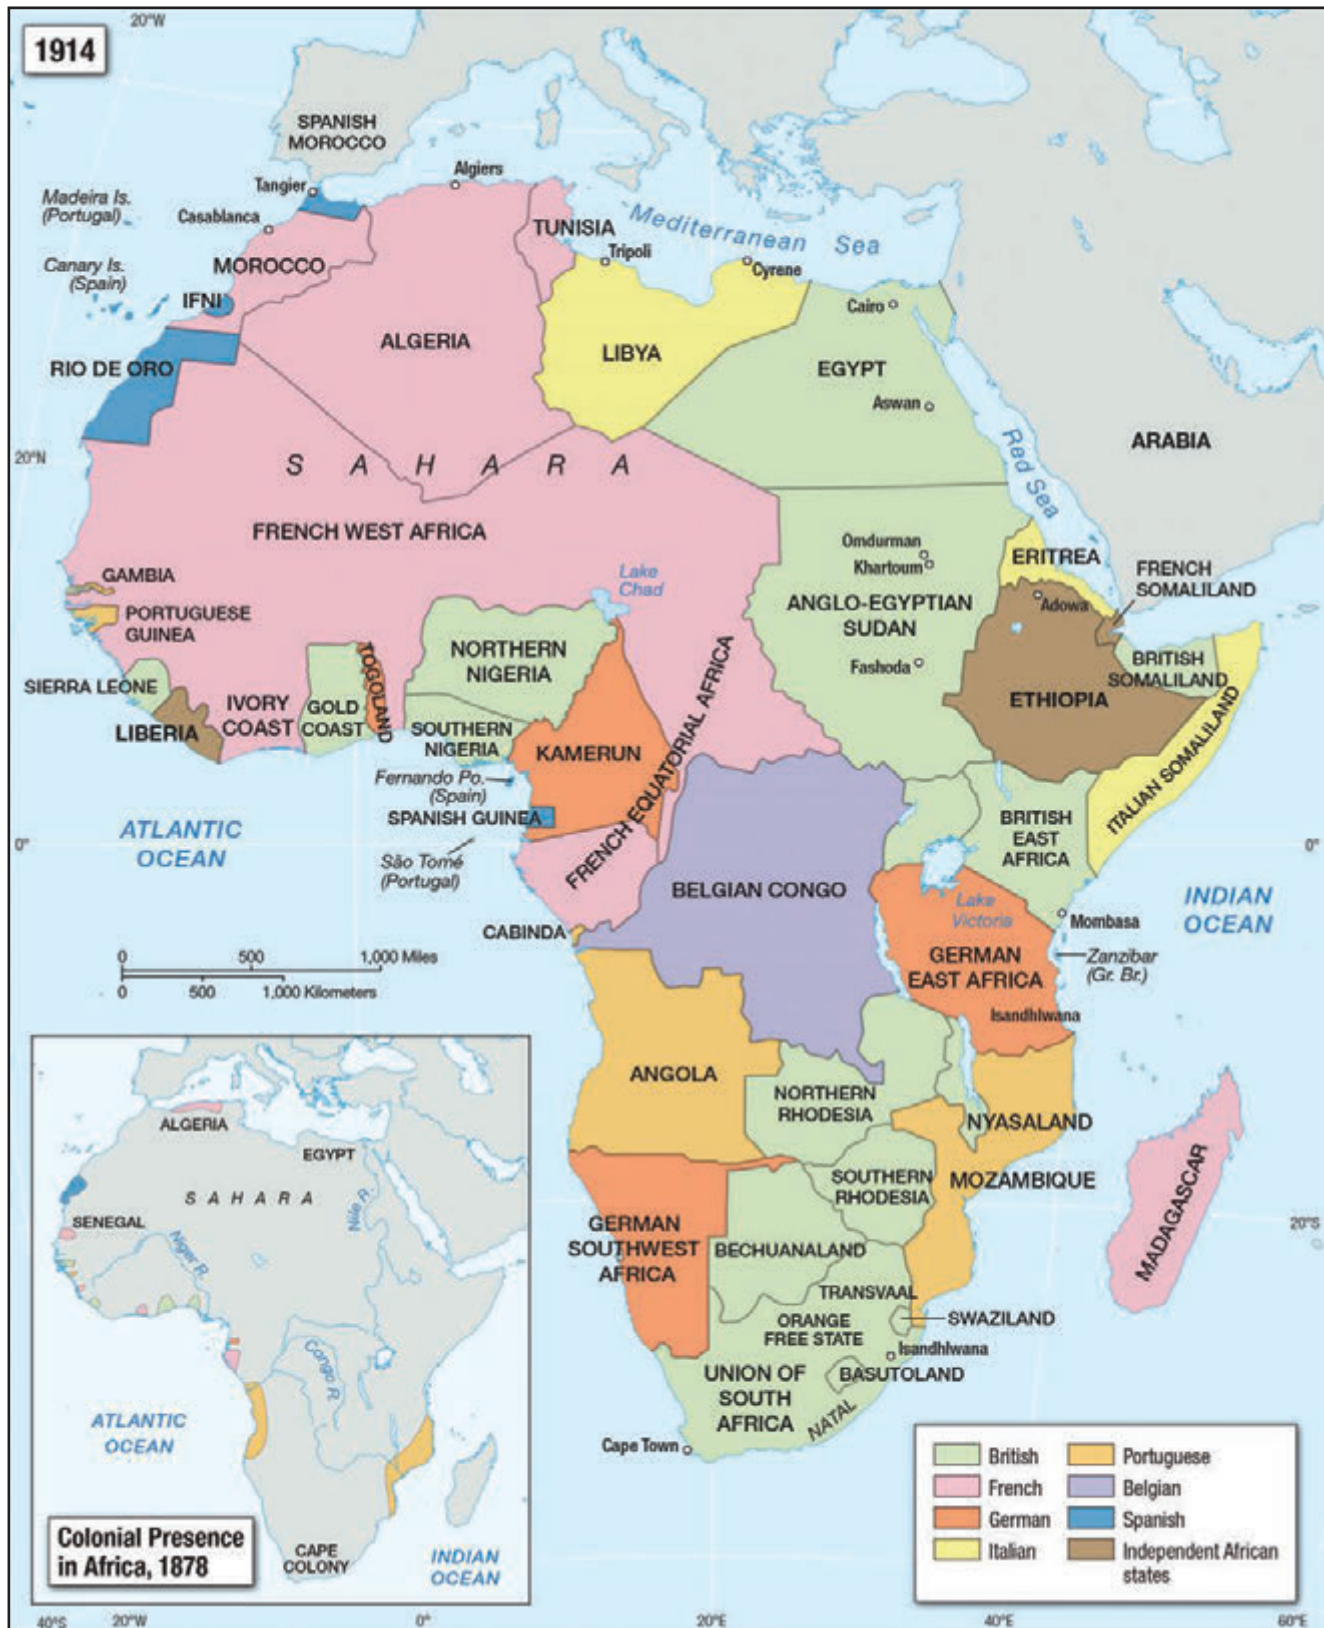 20°W
1914
SPANISH
MOROCCO
Algiers
Tangier
Madeira Is.
(Portugal)
Casablanca
TUNISIA
Mediterranean Sea
Tripoli
MOROCCO
Canary Is.
(Spain)
Cyrene
IFNI
Cairo
ALGERIA
LIBYA
EGYPT
RIO DE ORO
Aswan
Red Sea
ARABIA
20°N
SAHARA
FRENCH WEST AFRICA
Omdurman
Khartoum
ERITREA
FRENCH
SOMALILAND
GAMBIA
Lake
Chad
Adowa
ANGLO-EGYPTIAN
SUDAN
PORTUGUESE
GUINEA
NORTHERN
NIGERIA
Fashoda
BRITISH
SOMALILAND
SIERRA LEONE
TOGOLAND
IVORY
COAST
GOLD
COAST
ETHIOPIA
LIBERIA
SOUTHERN
NIGERIA
KAMERUN
FRENCH EQUATORIAL AFRICA
ITALIAN SOMALILAND
Fernando Po.
(Spain)
SPANISH GUINEA
BRITISH
EAST
AFRICA
ATLANTIC
OCEAN
0°
0°
São Tomé
(Portugal)
BELGIAN CONGO
Lake
Victoria
INDIAN
OCEAN
Mombasa
CABINDA
GERMAN
EAST AFRICA
Zanzibar
(Gr. Br.)
0 500 1,000 Miles
0 500 1,000 Kilometers
Isandhlwana
ANGOLA
NORTHERN
RHODESIA
NYASALAND
SOUTHERN
RHODESIA
MOZAMBIQUE
MADAGASCAR
20°S
GERMAN
SOUTHWEST
AFRICA
BECHUANALAND
TRANSVAAL
ORANGE
FREE STATE
SWAZILAND
Isandhlwana
UNION OF
SOUTH
AFRICA
BASUTOLAND
NATAL
Cape Town
British
French
German
Italian
Portuguese
Belgian
Spanish
Independent African
states
ALGERIA
EGYPT
SAHARA
Nile R.
SENEGAL
Niger R.
Congo R.
ATLANTIC
OCEAN
Colonial Presence
in Africa, 1878
CAPE
COLONY
INDIAN
OCEAN
40°S
20°W
0°
20°E
40°E
60°E